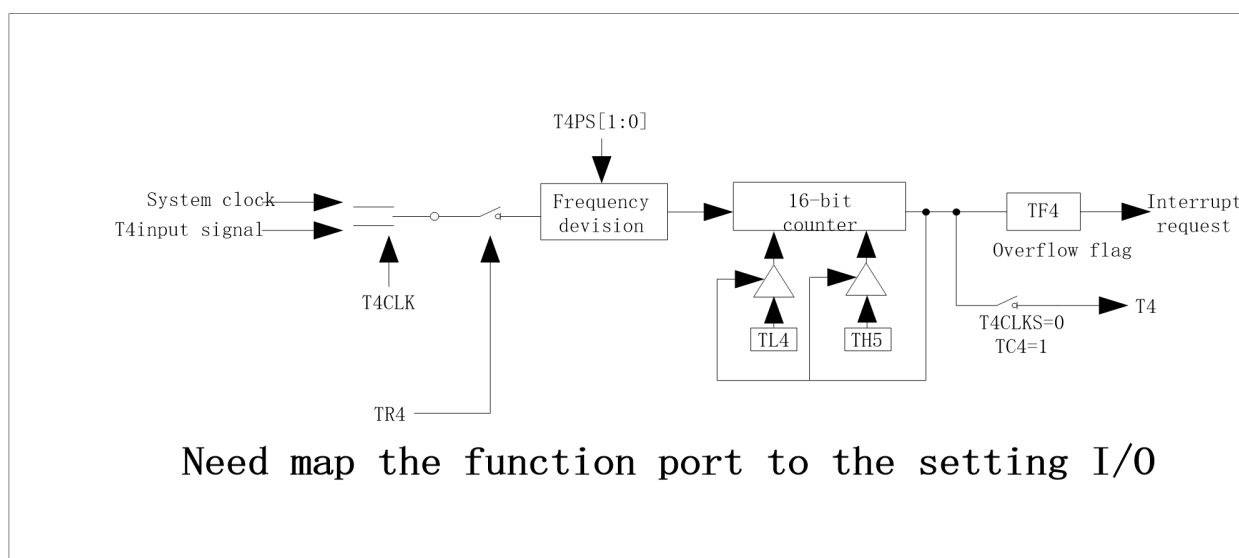 T4PS[1:0]
System clock
T4input signal
Frequency
devision
16-bit
counter
TF4
Interrupt
request
Overflow flag
T4CLK
TL4
TH5
T4CLKS=0
TC4=1
T4
TR4
Need map the function port to the setting I/O